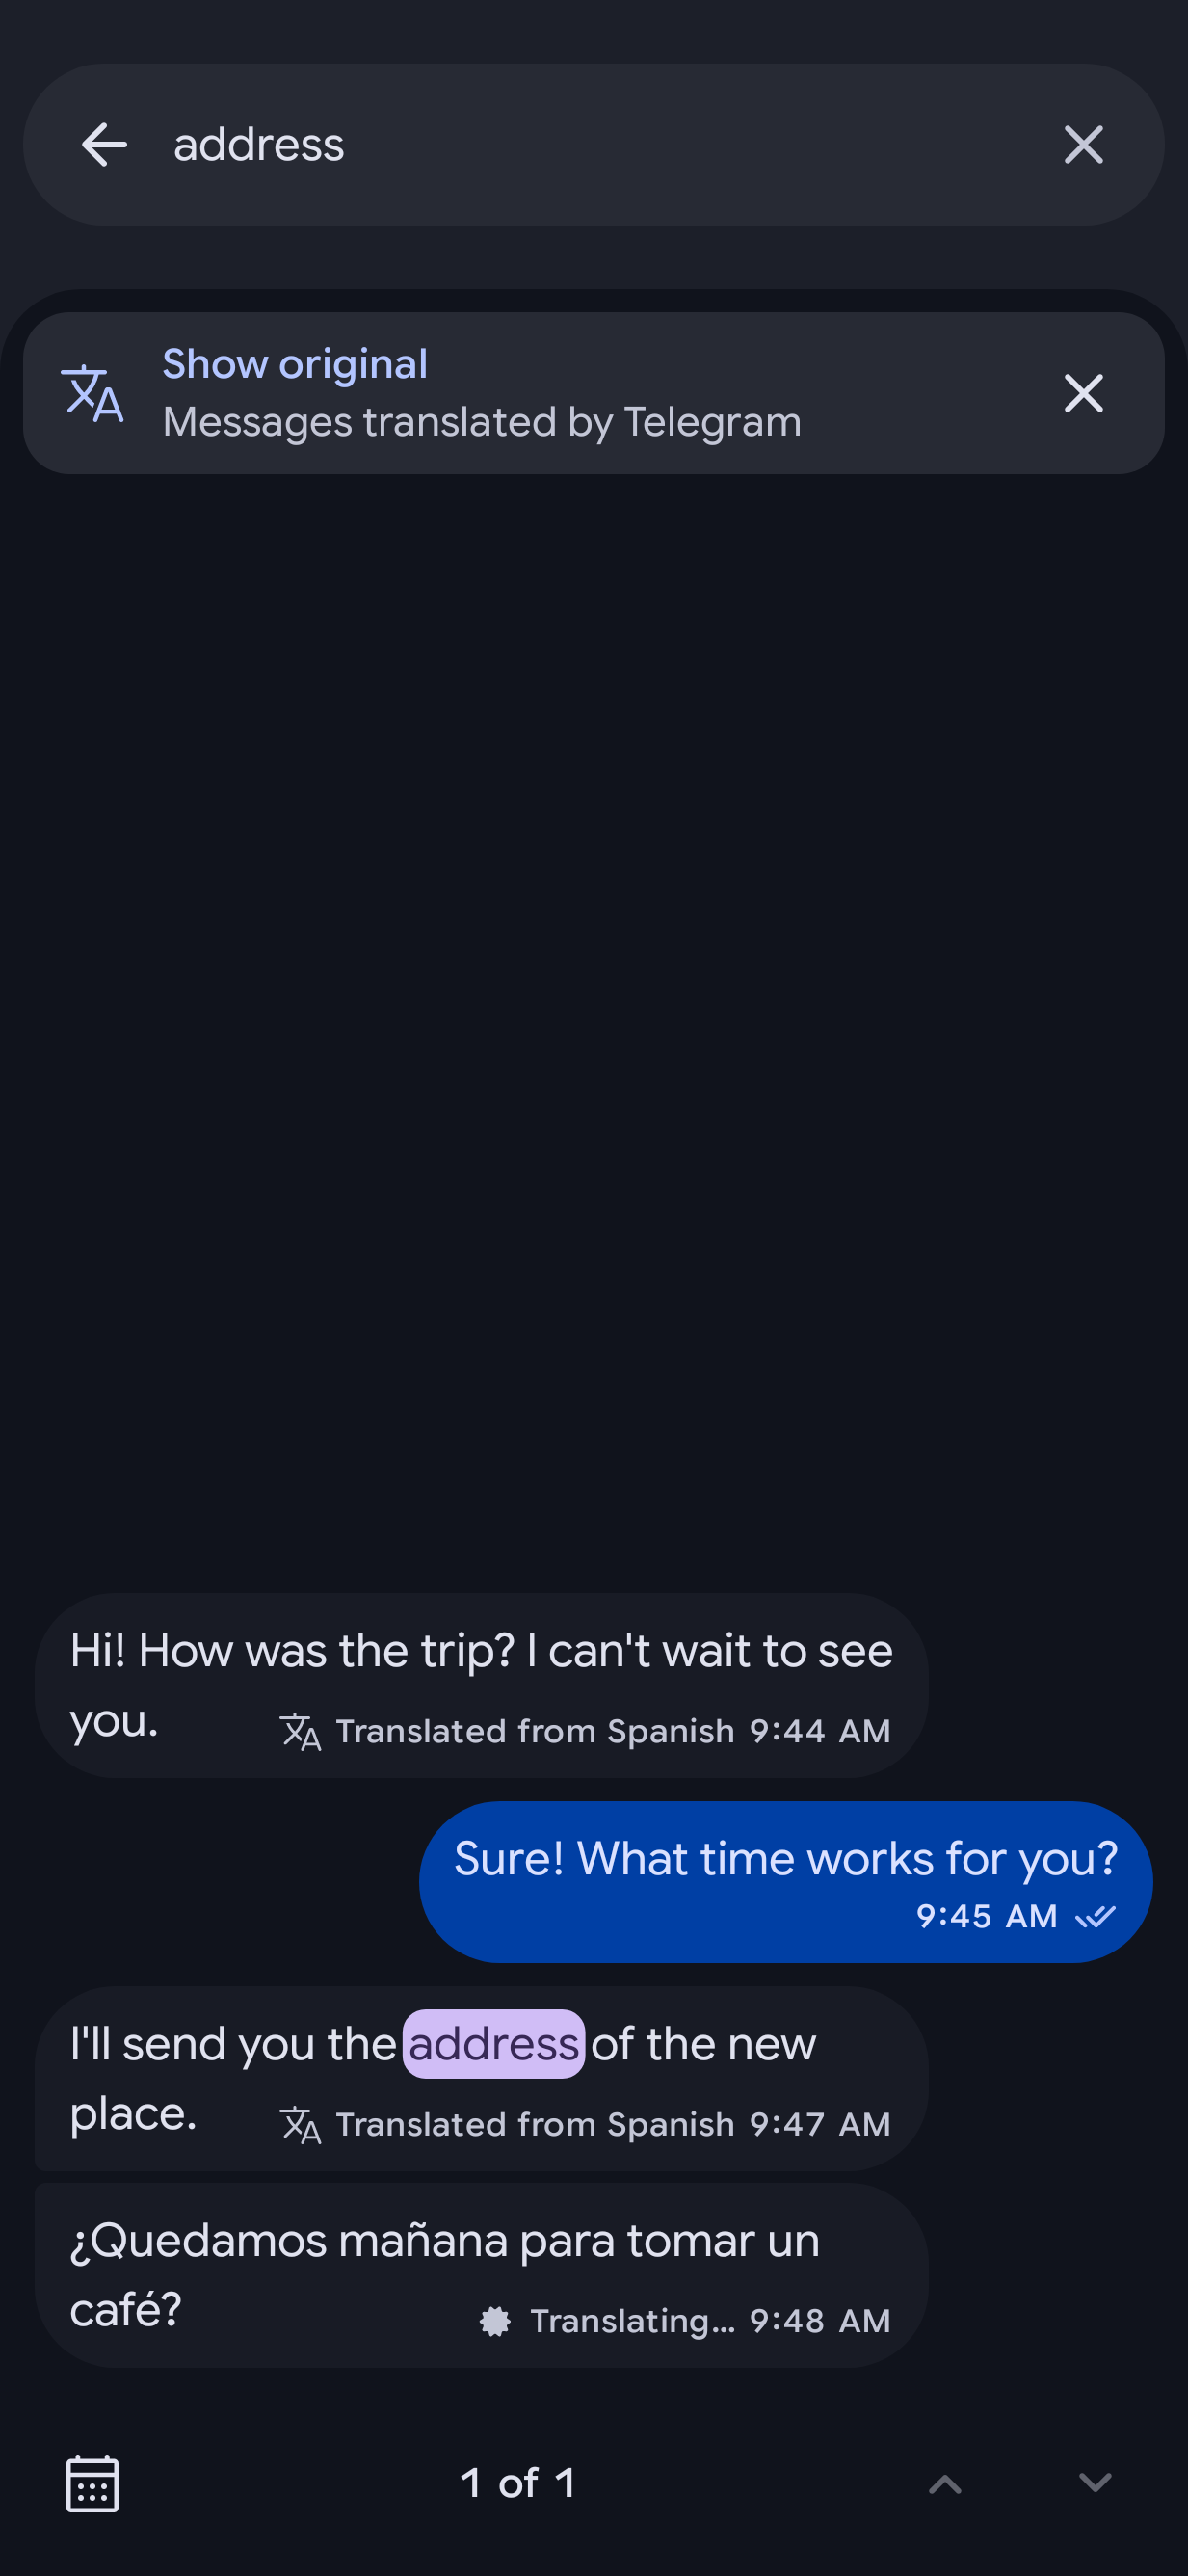 address
Show original
Messages translated by Telegram
Hi! How was the trip? I can't wait to see
you. Translated from Spanish 9:44 AM
Sure! What time works for you?
9:45 AM
I'll send you the address of the new
place. Translated from Spanish 9:47 AM
¿Quedamos mañana para tomar un
café? Translating... 9:48 AM
1 of 1